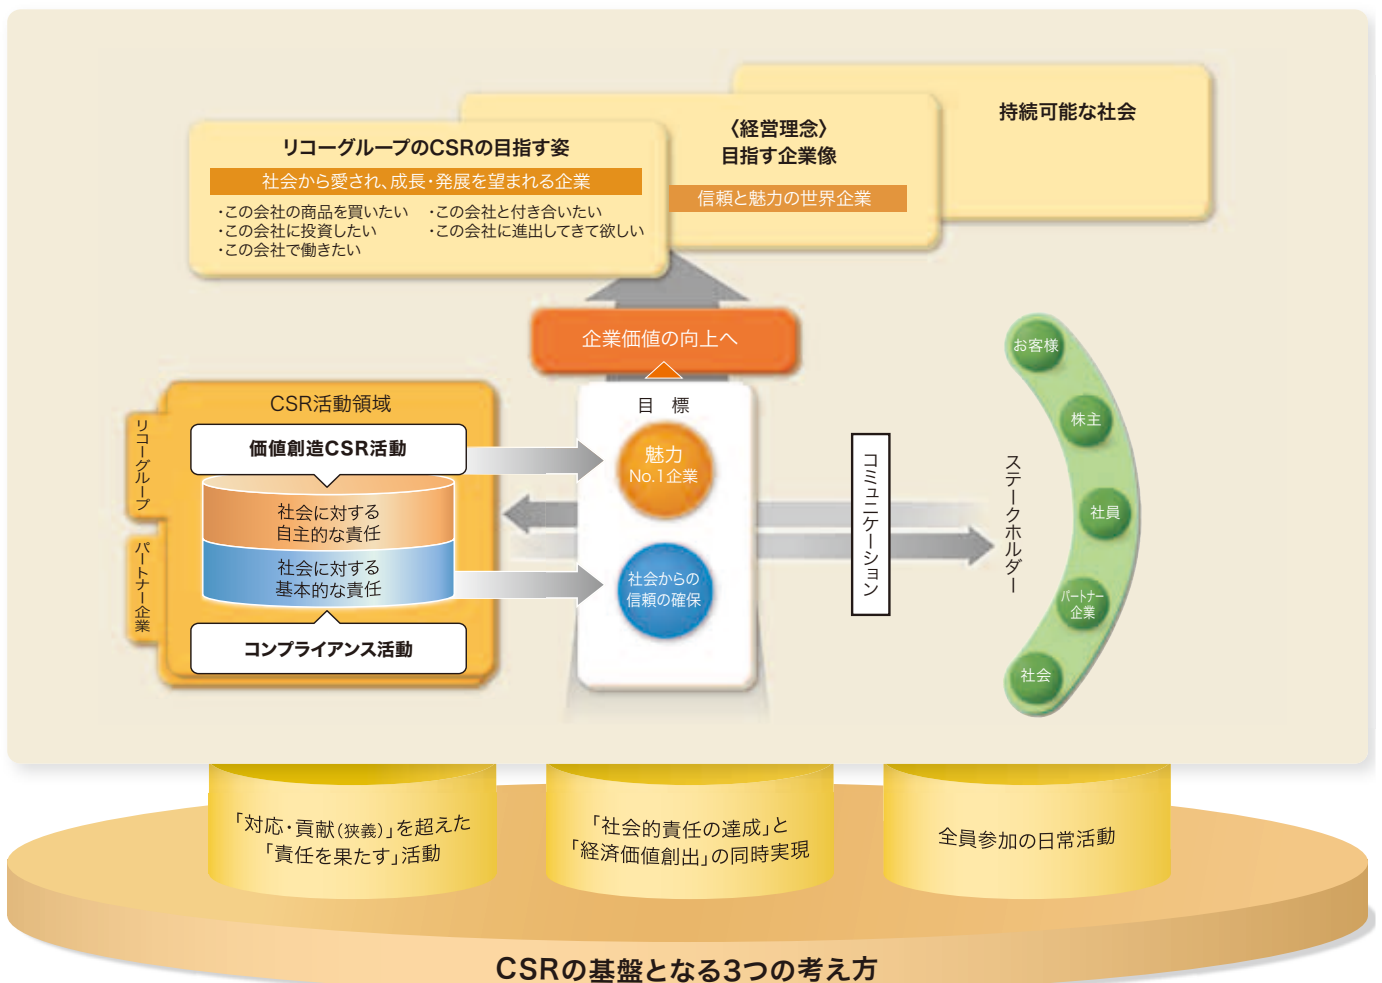 持続可能な社会
〈経営理念〉
目指す企業像
信頼と魅力の世界企業
リコーグループのCSRの目指す姿
社会から愛され、成長・発展を望まれる企業
・この会社の商品を買いたい
・この会社に投資したい
・この会社で働きたい
・この会社と付き合いたい
・この会社に進出してきて欲しい
企業価値の向上へ
リコーグループ
パートナー企業
CSR活動領域
価値創造CSR活動
社会に対する
自主的な責任
社会に対する
基本的な責任
コンプライアンス活動
目 標
魅力
No.1企業
社会からの
信頼の確保
コミュニケーション
ステークホルダー
お客様
株主
社員
パートナー
企業
社会
「対応・貢献(狭義)」を超えた
「責任を果たす」活動
「社会的責任の達成」と
「経済価値創出」の同時実現
全員参加の日常活動
CSRの基盤となる3つの考え方